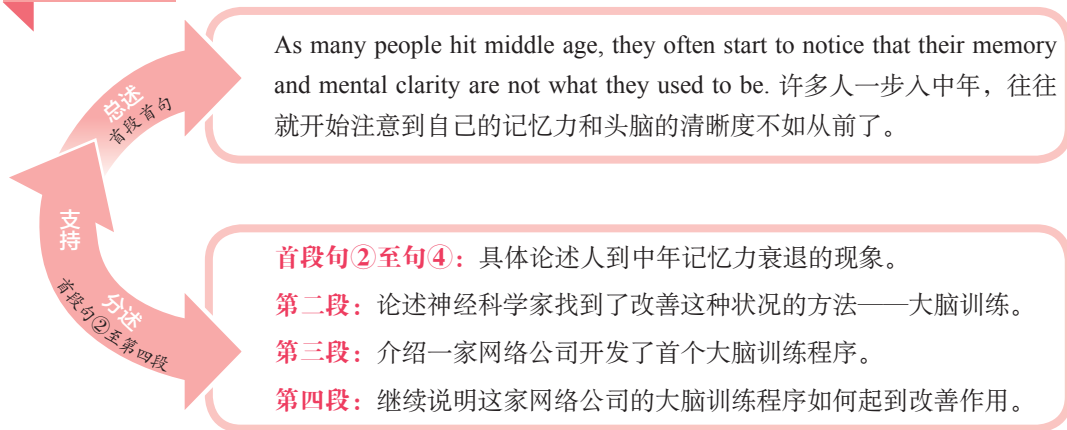 As many people hit middle age, they often start to notice that their memory
and mental clarity are not what they used to be. 许多人一步入中年，往往
就开始注意到自己的记忆力和头脑的清晰度不如从前了。
总述
首段首句
支持
分述
首段句②至第四段
首段句②至句④：具体论述人到中年记忆力衰退的现象。
第二段：论述神经科学家找到了改善这种状况的方法——大脑训练。
第三段：介绍一家网络公司开发了首个大脑训练程序。
第四段：继续说明这家网络公司的大脑训练程序如何起到改善作用。